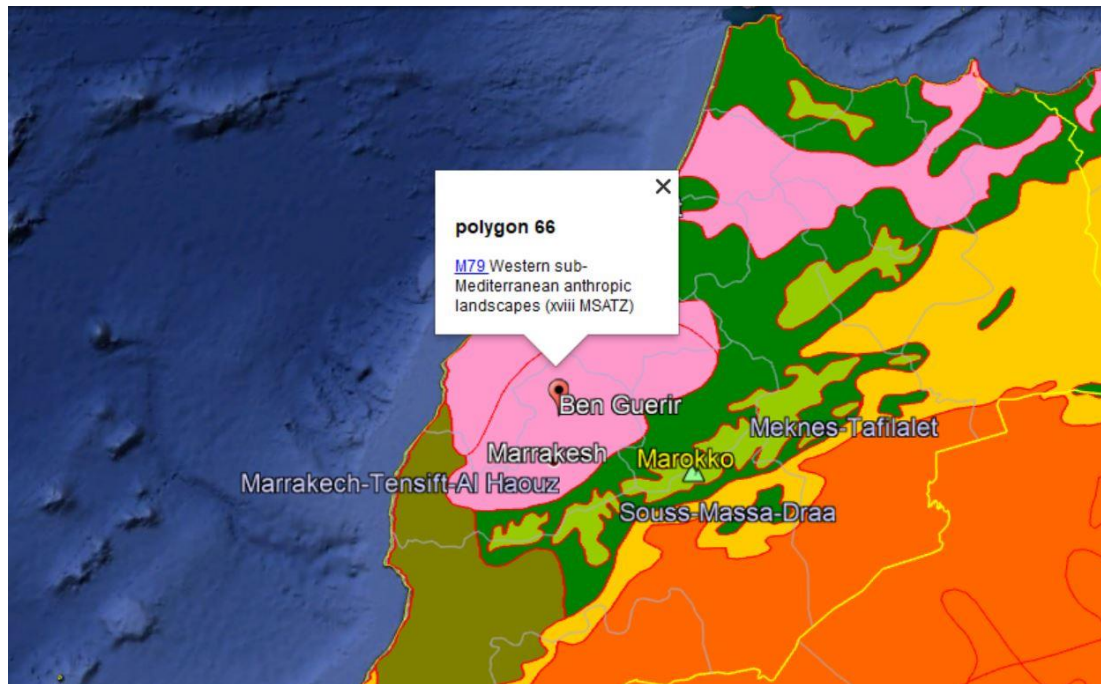 polygon 66
M79 Western sub-
Mediterranean anthropic
landscapes (xviii MSATZ)
Ben Guerir
Meknes-Tafilalet
Marrakesh
Marokko
Marrakech-Tensift-Al Haouz
Souss-Massa-Draa